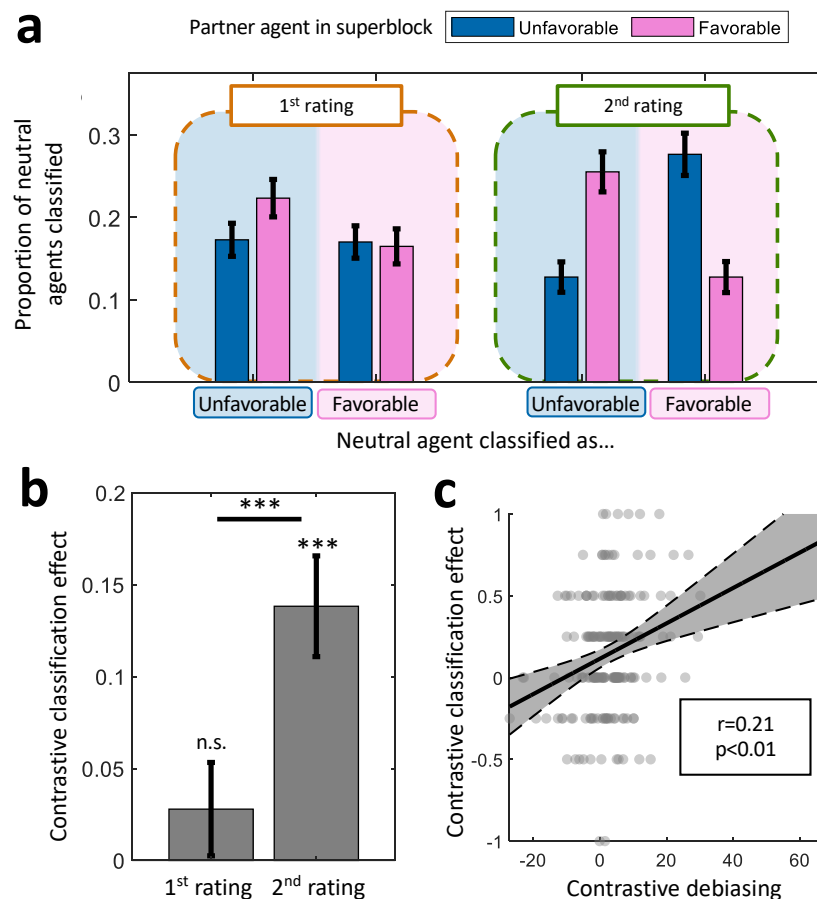 a
Partner agent in superblock
Unfavorable
Favorable
Proportion of neutral
agents classified
0.3
0.2
0.1
0
1st rating
2nd rating
Unfavorable
Favorable
Unfavorable
Favorable
Neutral agent classified as...
b
Contrastive classification effect
0.2
0.15
0.1
0.05
0
***
***
n.s.
1st rating
2nd rating
c
Contrastive classification effect
1
0.5
0
-0.5
-1
r=0.21
p<0.01
-20
0
20
40
60
Contrastive debiasing